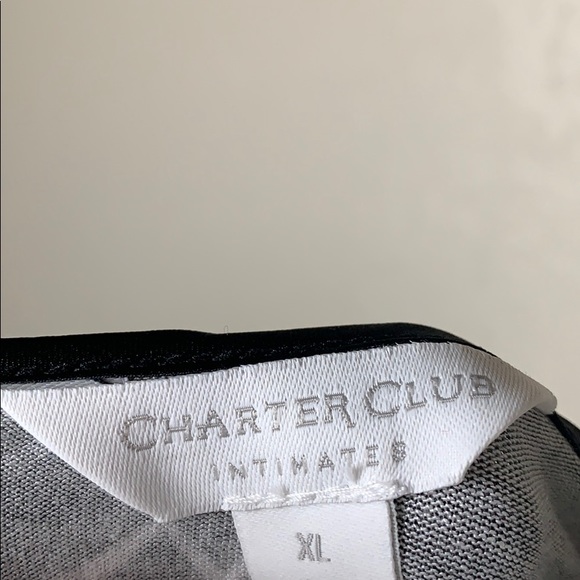 CHARTER CLUB
INTIMATES
XL